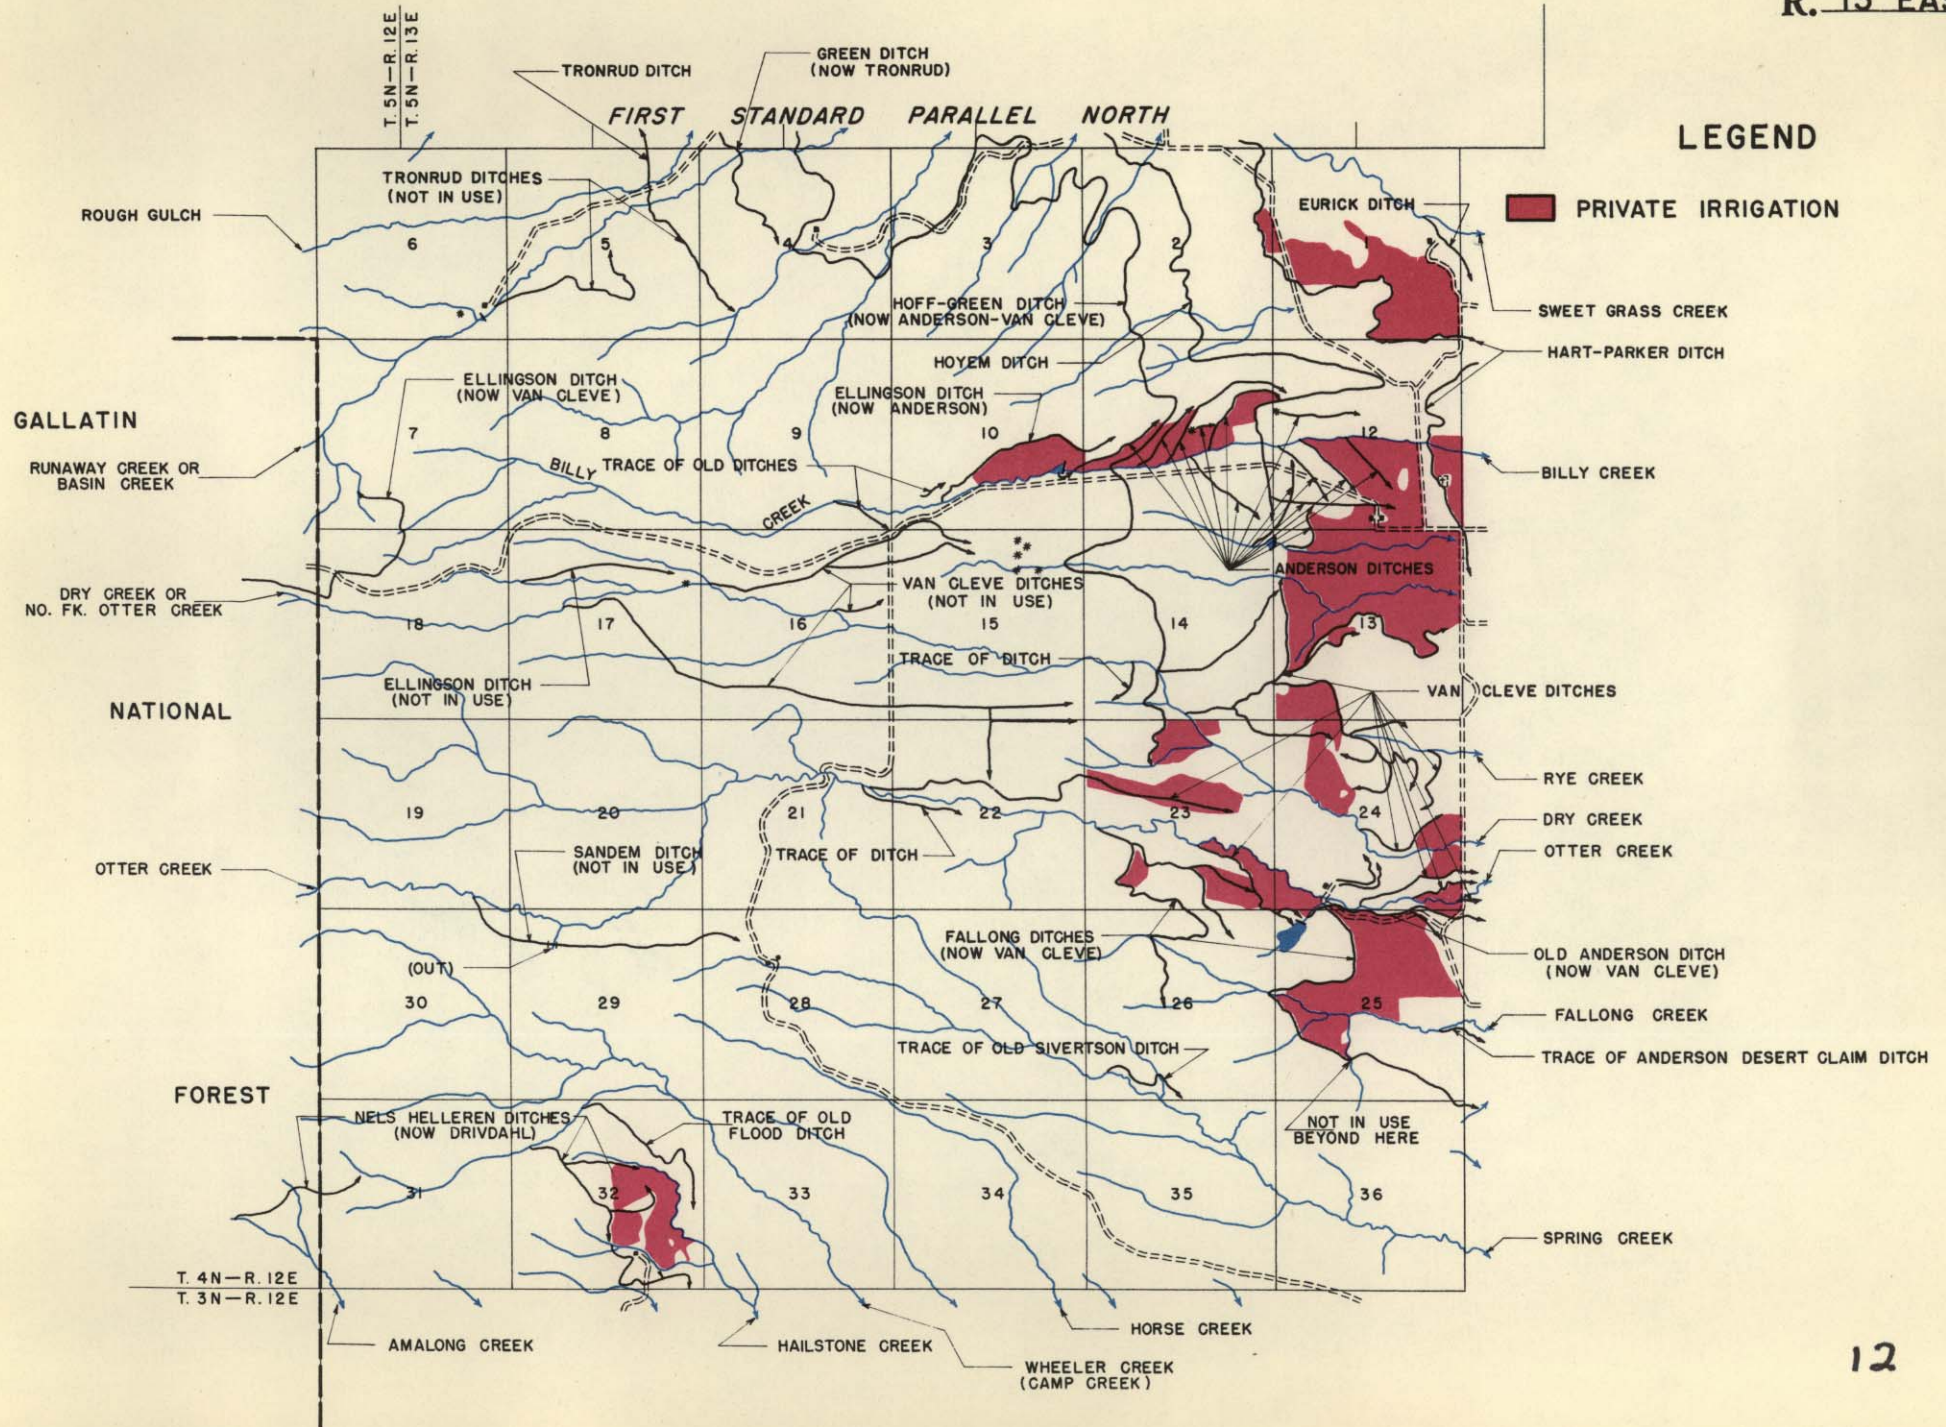 R. 13 EAS
T. 5N—R. 12E
T. 5N—R. 13E
TRONRUD DITCH
GREEN DITCH
(NOW TRONRUD)
FIRST STANDARD PARALLEL NORTH
LEGEND
PRIVATE IRRIGATION
TRONRUD DITCHES
(NOT IN USE)
EURICK DITCH
ROUGH GULCH
6
5
4
3
2
1
HOFF-GREEN DITCH
(NOW ANDERSON-VAN CLEVE)
SWEET GRASS CREEK
HOYEM DITCH
HART-PARKER DITCH
ELLINGSON DITCH
(NOW VAN CLEVE)
ELLINGSON DITCH
(NOW ANDERSON)
GALLATIN
7
8
9
10
12
RUNAWAY CREEK OR
BASIN CREEK
BILLY CREEK
TRACE OF OLD DITCHES
BILLY CREEK
ANDERSON DITCHES
VAN CLEVE DITCHES
(NOT IN USE)
DRY CREEK OR
NO. FK. OTTER CREEK
18
17
16
15
14
13
TRACE OF DITCH
ELLINGSON DITCH
(NOT IN USE)
VAN CLEVE DITCHES
NATIONAL
RYE CREEK
19
20
21
22
23
24
DRY CREEK
OTTER CREEK
SANDEM DITCH
(NOT IN USE)
TRACE OF DITCH
OTTER CREEK
FALLONG DITCHES
(NOW VAN CLEVE)
OLD ANDERSON DITCH
(NOW VAN CLEVE)
(OUT)
30
29
28
27
26
25
FALLONG CREEK
TRACE OF OLD SIVERTSON DITCH
TRACE OF ANDERSON DESERT CLAIM DITCH
FOREST
NELS HELLEREN DITCHES
(NOW DRIVDAHL)
TRACE OF OLD
FLOOD DITCH
NOT IN USE
BEYOND HERE
31
32
33
34
35
36
SPRING CREEK
T. 4N—R. 12E
T. 3N—R. 12E
AMALONG CREEK
HAILSTONE CREEK
HORSE CREEK
WHEELER CREEK
(CAMP CREEK)
12